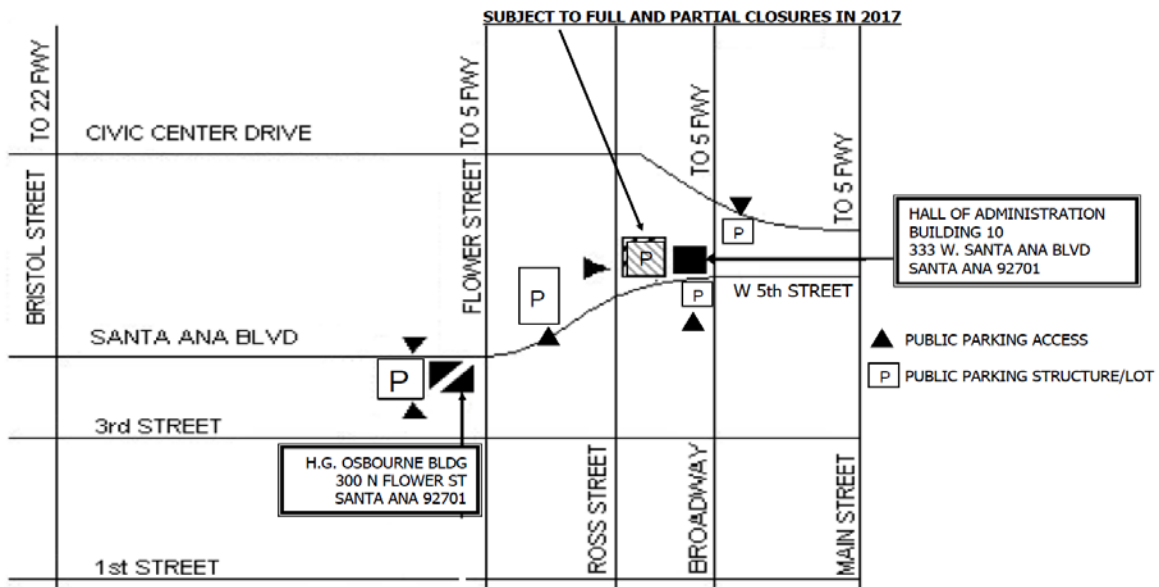 SUBJECT TO FULL AND PARTIAL CLOSURES IN 2017
TO 22 FWY
TO 5 FWY
TO 5 FWY
TO 5 FWY
CIVIC CENTER DRIVE
BRISTOL STREET
FLOWER STREET
HALL OF ADMINISTRATION
BUILDING 10
333 W. SANTA ANA BLVD
SANTA ANA 92701
P
P
P
P
W 5th STREET
SANTA ANA BLVD
PUBLIC PARKING ACCESS
P
P PUBLIC PARKING STRUCTURE/LOT
3rd STREET
H.G. OSBOURNE BLDG
300 N FLOWER ST
SANTA ANA 92701
ROSS STREET
BROADWAY
MAIN STREET
1st STREET